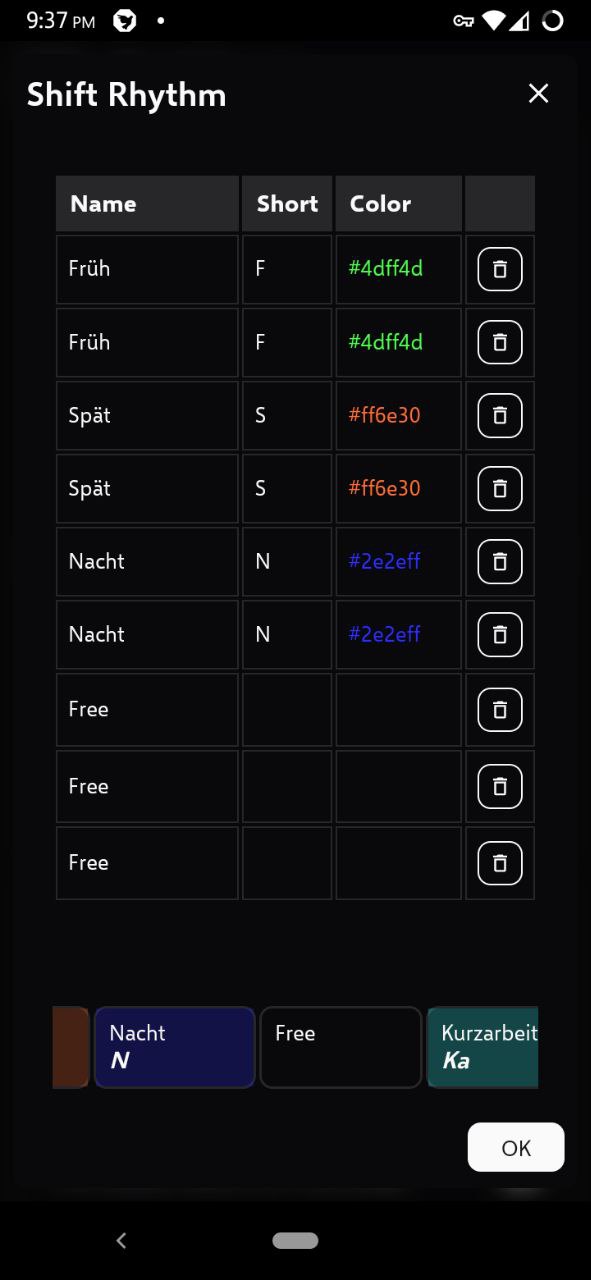 9:37 PM
Shift Rhythm
Name Short Color
Früh F #4dff4d
Früh F #4dff4d
Spät S #ff6e30
Spät S #ff6e30
Nacht N #2e2eff
Nacht N #2e2eff
Free
Free
Free
Nacht Free Kurzarbeit
N Ka
OK